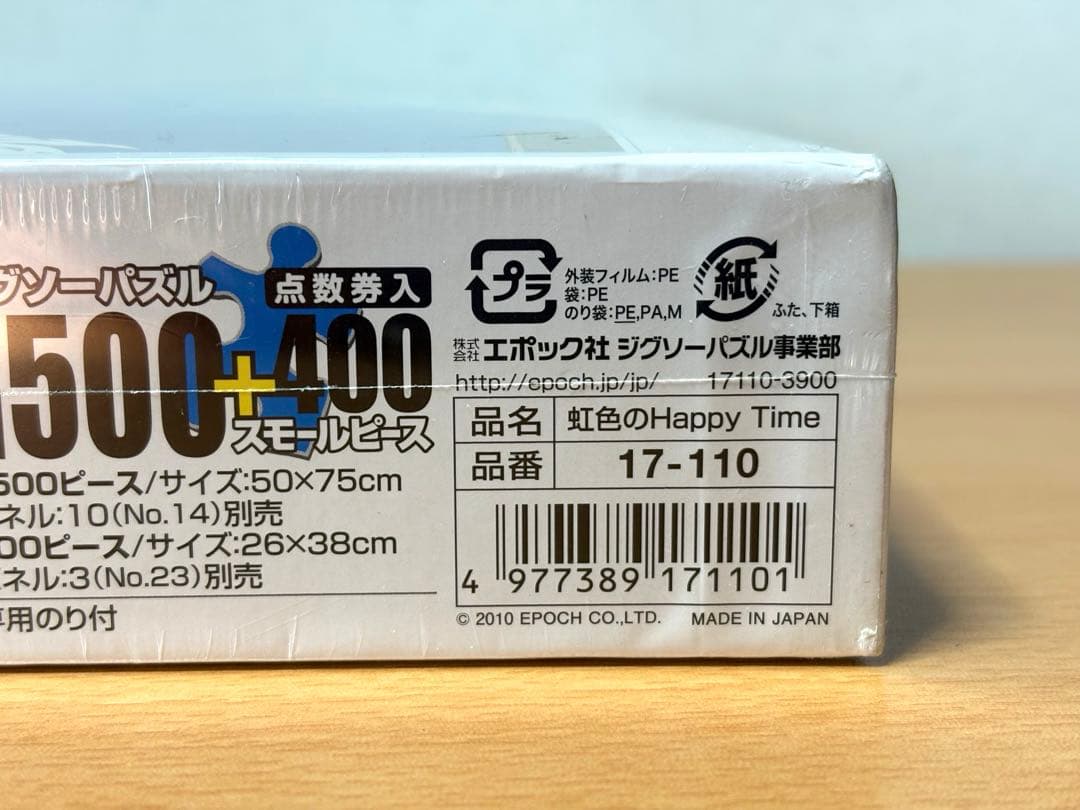 グソーパズル
点数券入
1500+400
スモールピース
500ピース/サイズ:50×75cm
ネル:10(No.14)別売
00ピース/サイズ:26×38cm
ネル:3(No.23)別売
専用のり付
プラ
外装フィルム:PE
袋:PE
のり袋:PE,PA,M
紙
ふた、下箱
株式会社 エポック社 ジグソーパズル事業部
http://epoch.jp/jp/ 17110-3900
品名 虹色のHappy Time
品番 17-110
4 977389 171101
© 2010 EPOCH CO.,LTD. MADE IN JAPAN